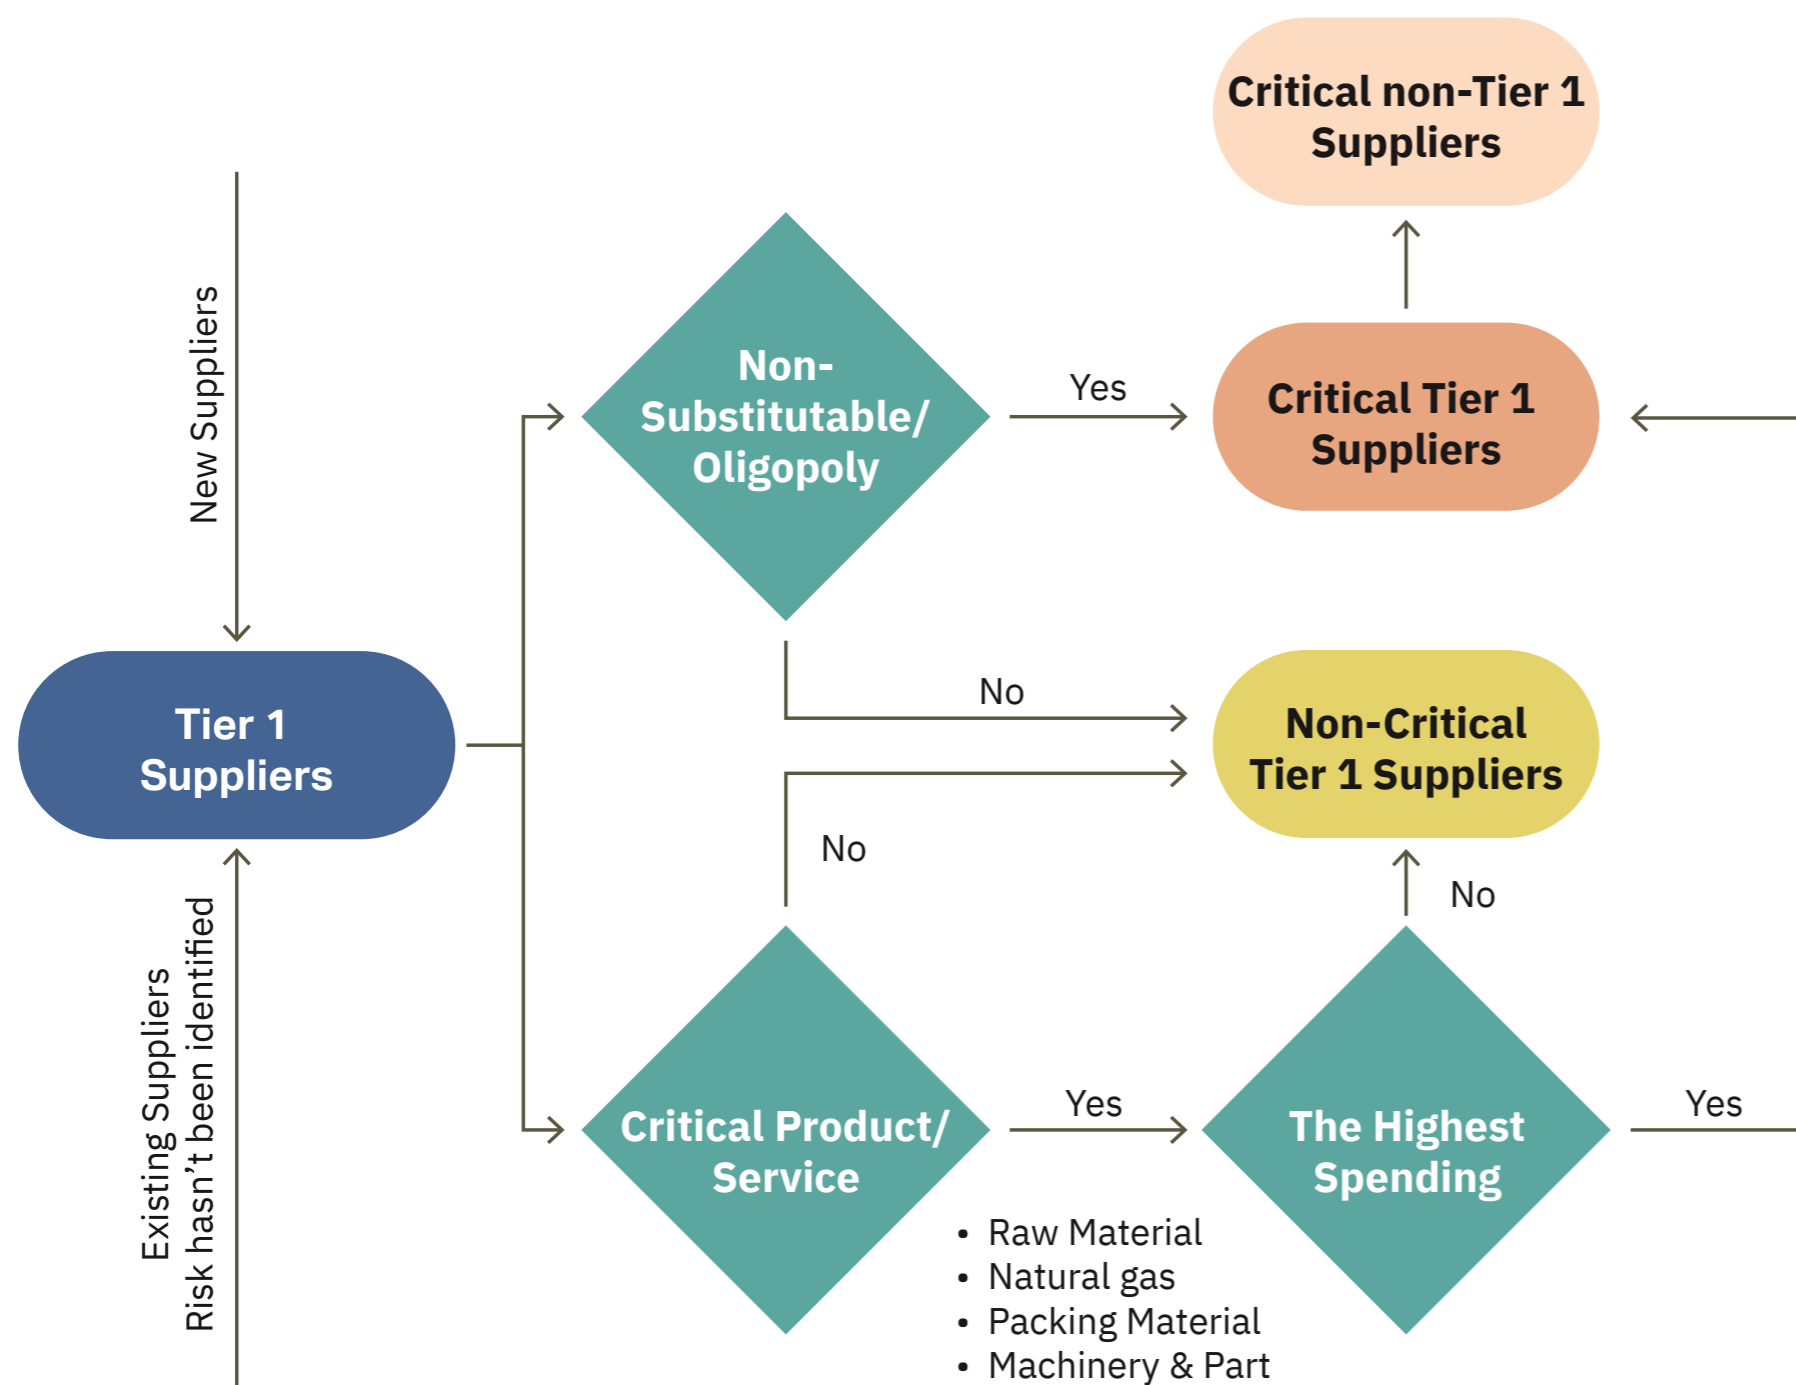 Critical non-Tier 1
Suppliers
New Suppliers
Non-
Substitutable/
Oligopoly
Yes
Critical Tier 1
Suppliers
Tier 1
Suppliers
No
Non-Critical
Tier 1 Suppliers
No
No
Existing Suppliers
Risk hasn't been identified
Critical Product/
Service
Yes
The Highest
Spending
Yes
• Raw Material
• Natural gas
• Packing Material
• Machinery & Part